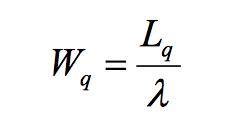 W_q = L_q / λ